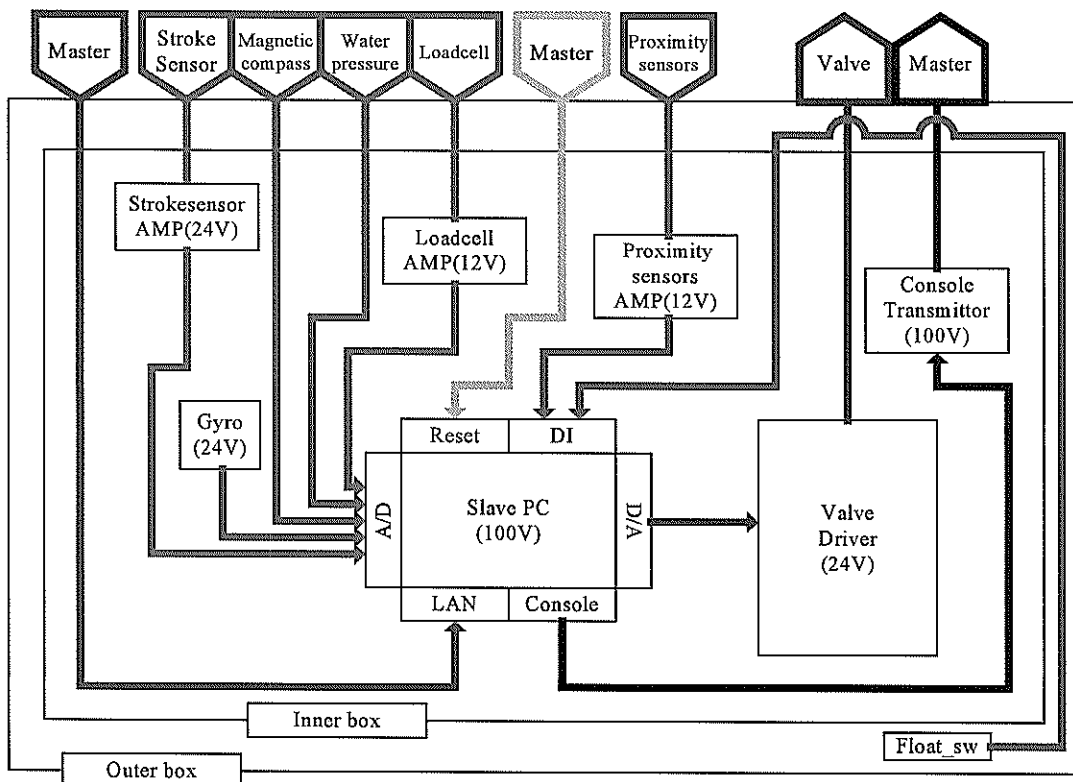 Master
Stroke
Sensor
Magnetic
compass
Water
pressure
Loadcell
Master
Proximity
sensors
Valve
Master
Strokesensor
AMP(24V)
Loadcell
AMP(12V)
Proximity
sensors
AMP(12V)
Console
Transmittor
(100V)
Gyro
(24V)
Reset
DI
A/D
Slave PC
(100V)
D/A
Valve
Driver
(24V)
LAN
Console
Inner box
Float_sw
Outer box